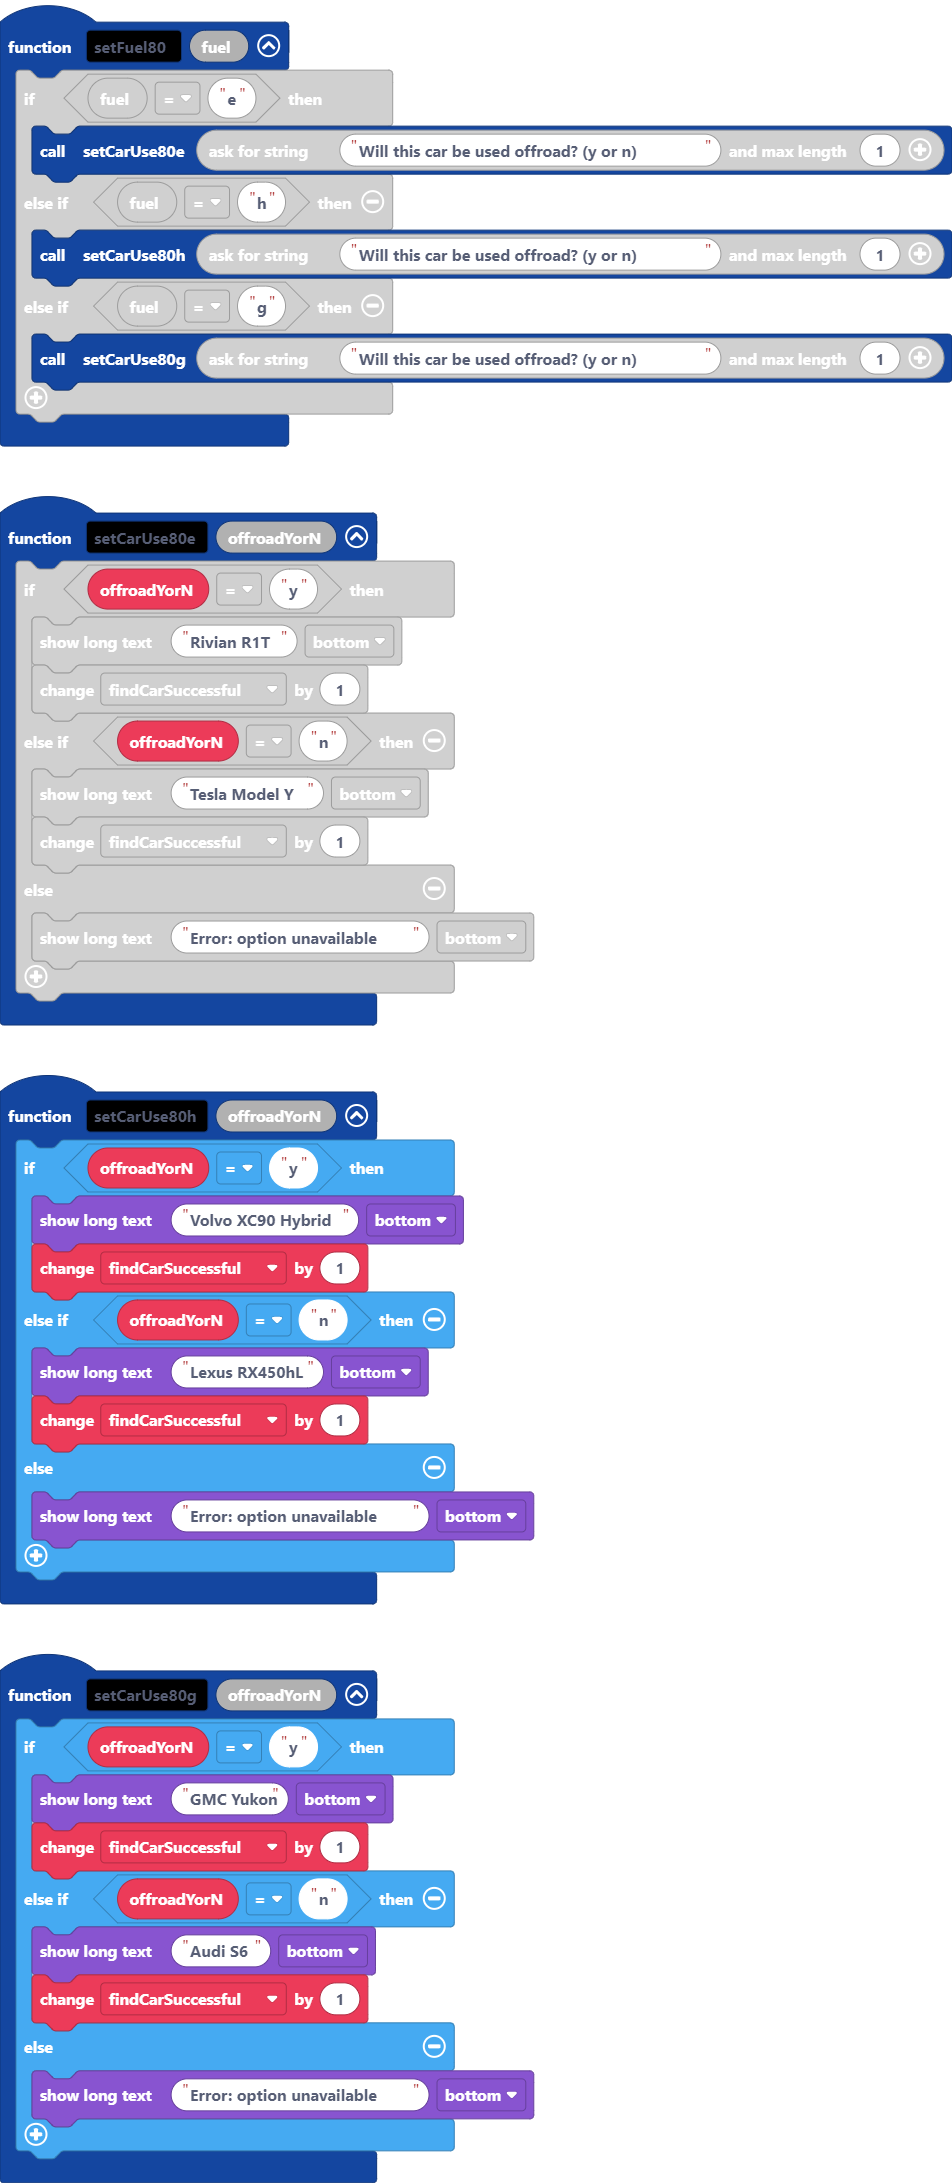 function setFuel80 fuel
if fuel = "e" then
call setCarUse80e ask for string "Will this car be used offroad? (y or n)" and max length 1
else if fuel = "h" then
call setCarUse80h ask for string "Will this car be used offroad? (y or n)" and max length 1
else if fuel = "g" then
call setCarUse80g ask for string "Will this car be used offroad? (y or n)" and max length 1
function setCarUse80e offroadYorN
if offroadYorN = "y" then
show long text "Rivian R1T" bottom
change findCarSuccessful by 1
else if offroadYorN = "n" then
show long text "Tesla Model Y" bottom
change findCarSuccessful by 1
else
show long text "Error: option unavailable" bottom
function setCarUse80h offroadYorN
if offroadYorN = "y" then
show long text "Volvo XC90 Hybrid" bottom
change findCarSuccessful by 1
else if offroadYorN = "n" then
show long text "Lexus RX450hL" bottom
change findCarSuccessful by 1
else
show long text "Error: option unavailable" bottom
function setCarUse80g offroadYorN
if offroadYorN = "y" then
show long text "GMC Yukon" bottom
change findCarSuccessful by 1
else if offroadYorN = "n" then
show long text "Audi S6" bottom
change findCarSuccessful by 1
else
show long text "Error: option unavailable" bottom